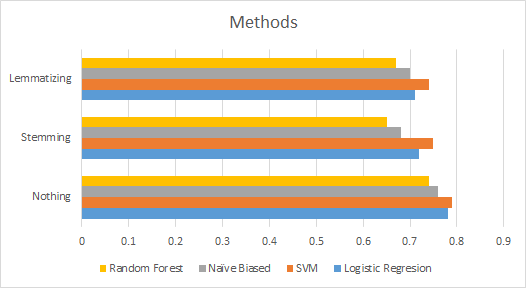 Methods
Lemmatizing
Stemming
Nothing
0 0.1 0.2 0.3 0.4 0.5 0.6 0.7 0.8 0.9
Random Forest Naïve Biased SVM Logistic Regresion